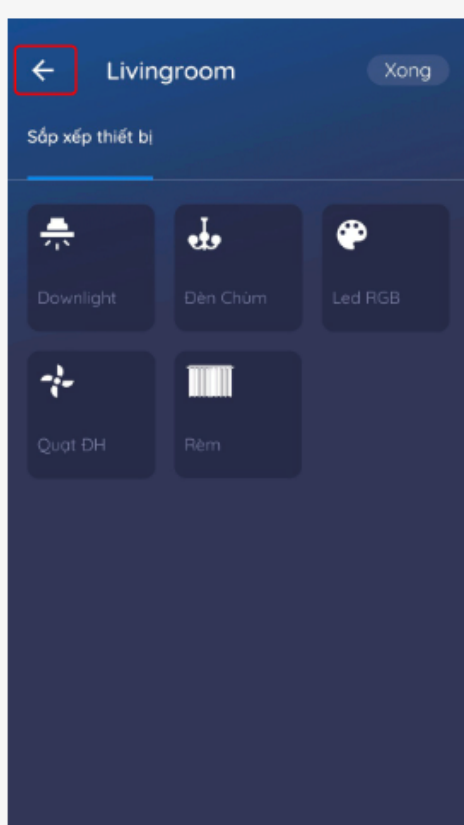 Livingroom
Xong
Sắp xếp thiết bị
Downlight
Đèn Chùm
Led RGB
Quạt ĐH
Rèm